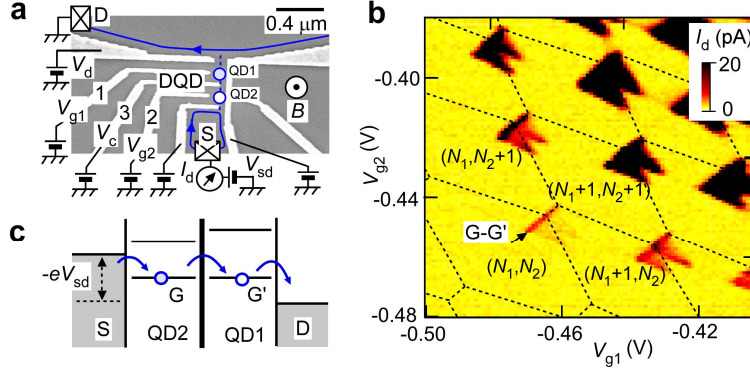 a
D
0.4 μm
V_d
DQD
QD1
QD2
V_g1
1
3
2
B
V_c
V_g2
S
I_d
V_sd
b
I_d (pA)
20
10
0
-0.40
-0.44
-0.48
V_g2 (V)
(N_1,N_2+1)
(N_1+1,N_2+1)
G-G'
(N_1,N_2)
(N_1+1,N_2)
-0.50
-0.46
-0.42
V_g1 (V)
c
-eV_sd
G
G'
S
QD2
QD1
D